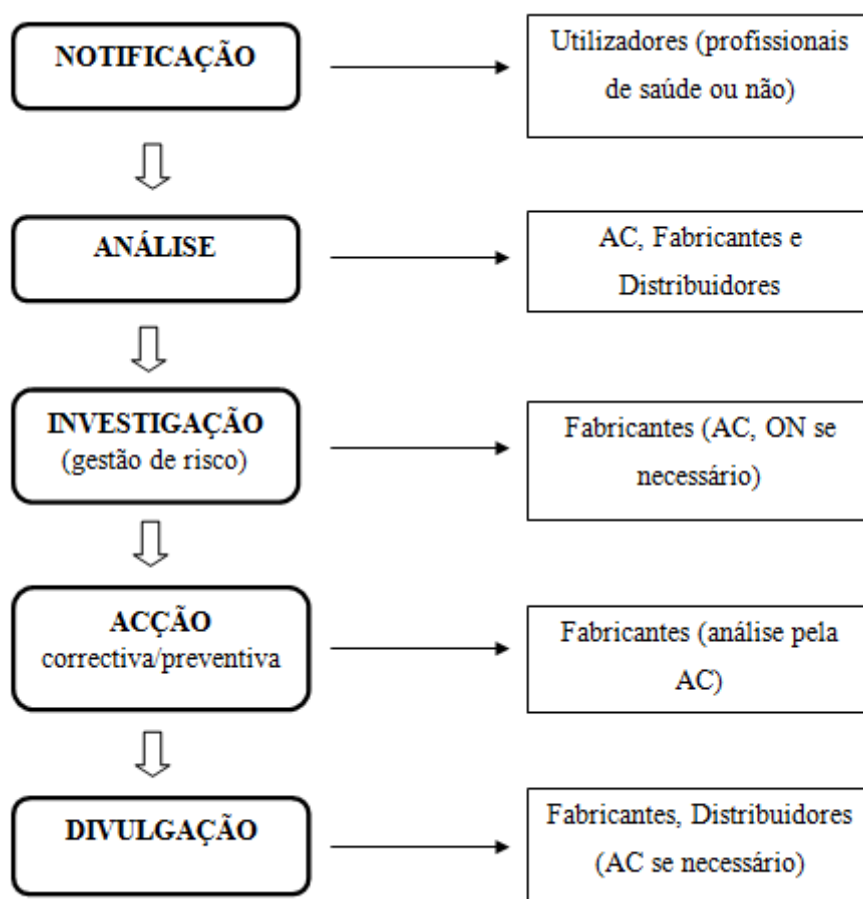 NOTIFICAÇÃO
Utilizadores (profissionais
de saúde ou não)
ANÁLISE
AC, Fabricantes e
Distribuidores
INVESTIGAÇÃO
(gestão de risco)
Fabricantes (AC, ON se
necessário)
ACÇÃO
correctiva/preventiva
Fabricantes (análise pela
AC)
DIVULGAÇÃO
Fabricantes, Distribuidores
(AC se necessário)